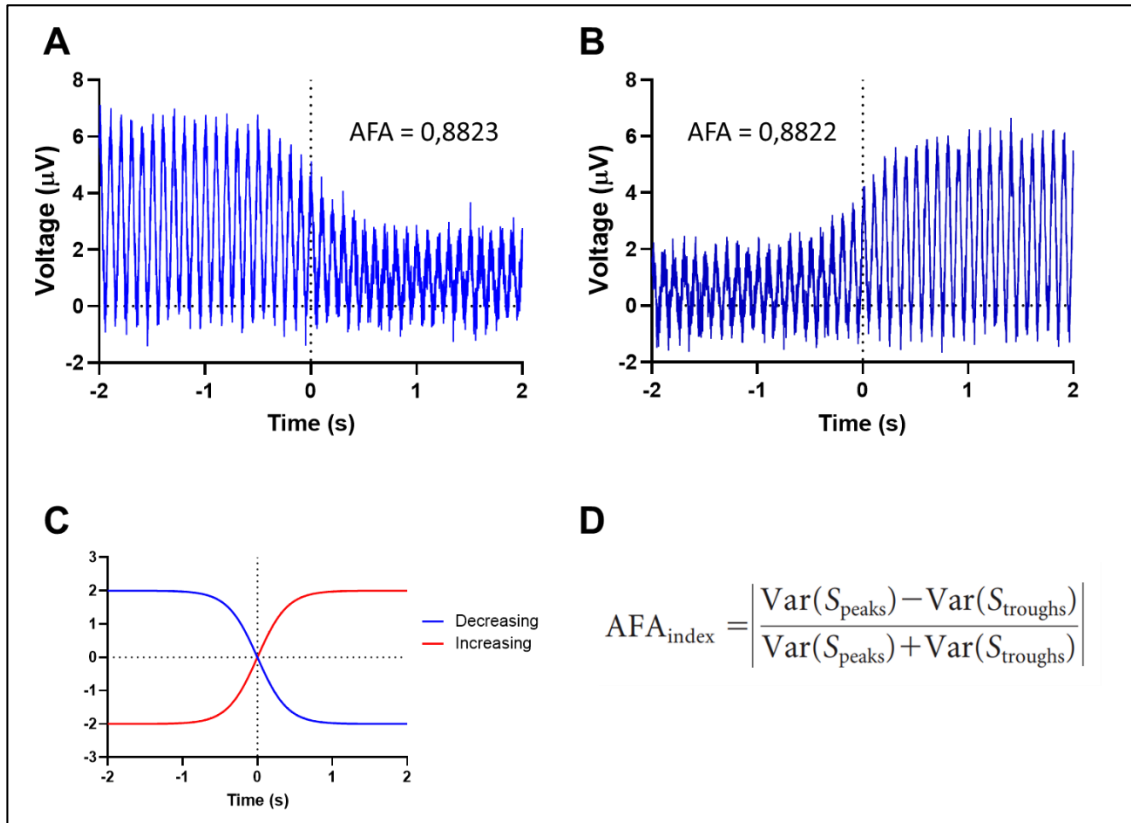 A
8
6
4
2
0
-2
Voltage (μV)
AFA = 0,8823
-2 -1 0 1 2
Time (s)
B
8
6
4
2
0
-2
Voltage (μV)
AFA = 0,8822
-2 -1 0 1 2
Time (s)
C
3
2
1
0
-1
-2
-3
-2 -1 0 1 2
Time (s)
Decreasing
Increasing
D
AFA_index = |Var(S_peaks)−Var(S_troughs) / Var(S_peaks)+Var(S_troughs)|